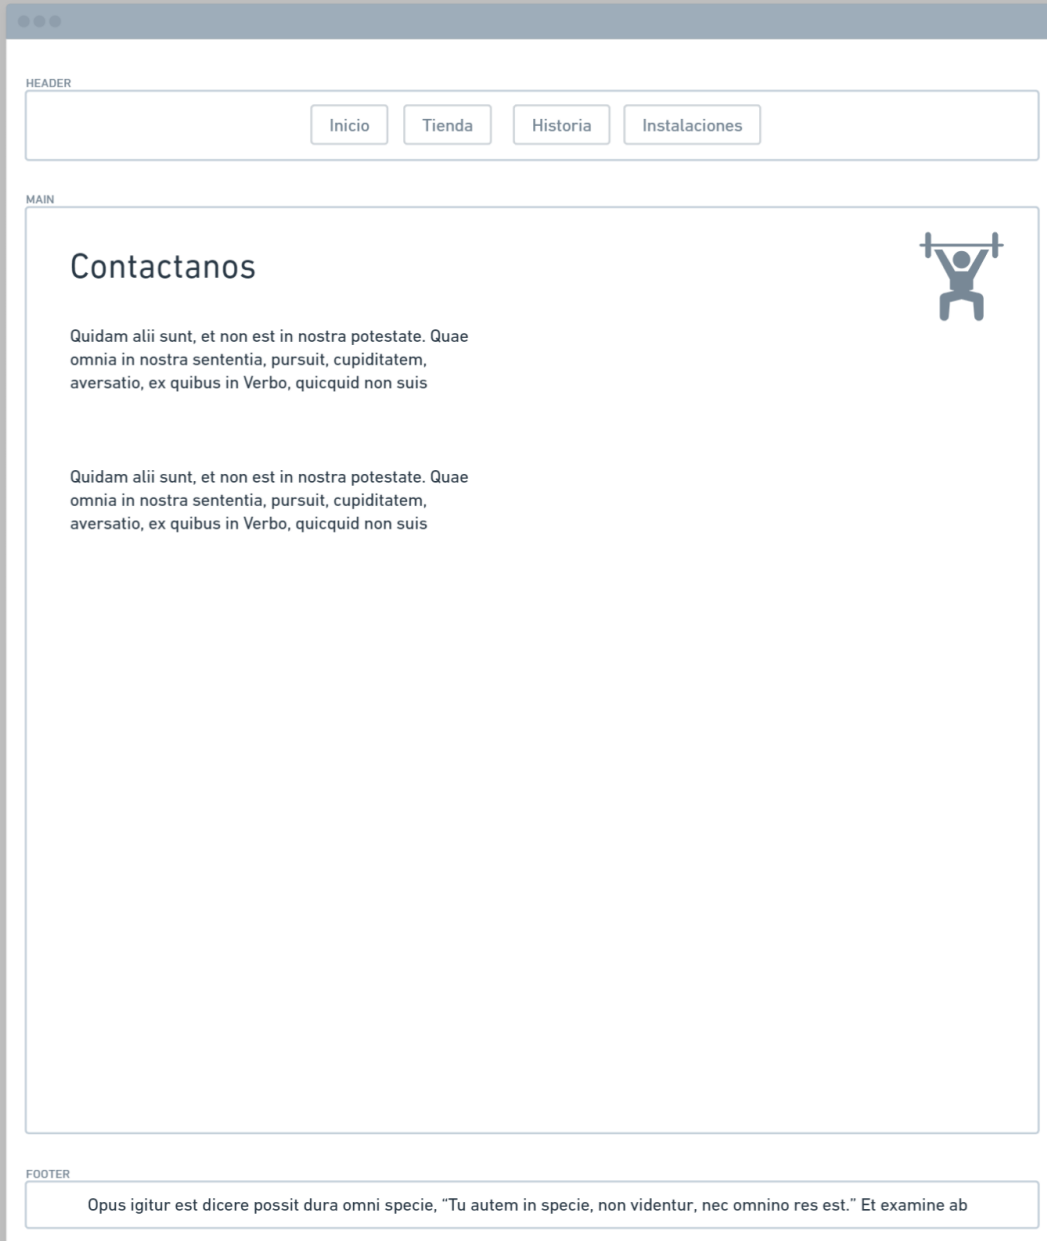 HEADER
Inicio Tienda Historia Instalaciones
MAIN
Contactanos
Quidam alii sunt, et non est in nostra potestate. Quae
omnia in nostra sententia, pursuit, cupiditatem,
aversatio, ex quibus in Verbo, quicquid non suis
Quidam alii sunt, et non est in nostra potestate. Quae
omnia in nostra sententia, pursuit, cupiditatem,
aversatio, ex quibus in Verbo, quicquid non suis
FOOTER
Opus igitur est dicere possit dura omni specie, “Tu autem in specie, non videntur, nec omnino res est.” Et examine ab